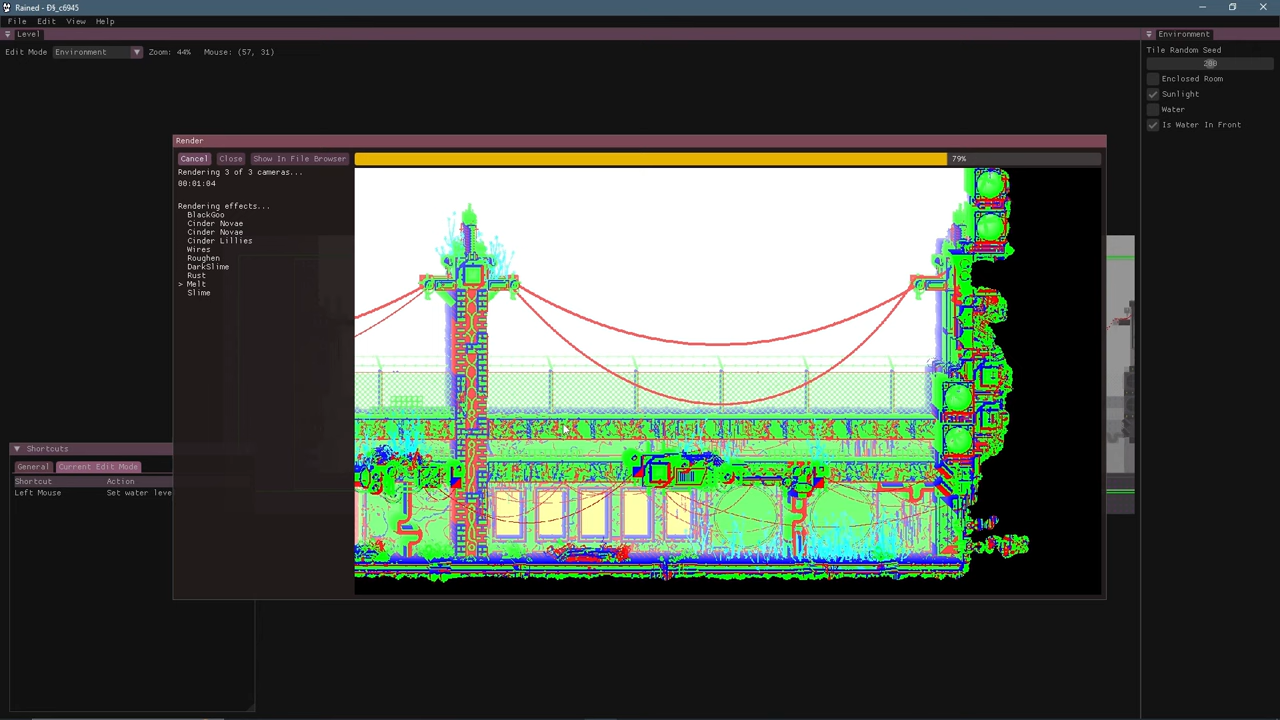 Rained - Đ§_c6945
File Edit View Help
Level
Edit Mode Environment Zoom: 44% Mouse: (57, 31)
Environment
Tile Random Seed
200
Enclosed Room
Sunlight
Water
Is Water In Front
Render
Cancel Close Show In File Browser 79%
Rendering 3 of 3 cameras...
00:01:04
Rendering effects...
BlackGoo
Cinder Novae
Cinder Novae
Cinder Lillies
Wires
Roughen
DarkSlime
Rust
> Melt
Slime
Shortcuts
General Current Edit Mode
Shortcut Action
Left Mouse Set water leve